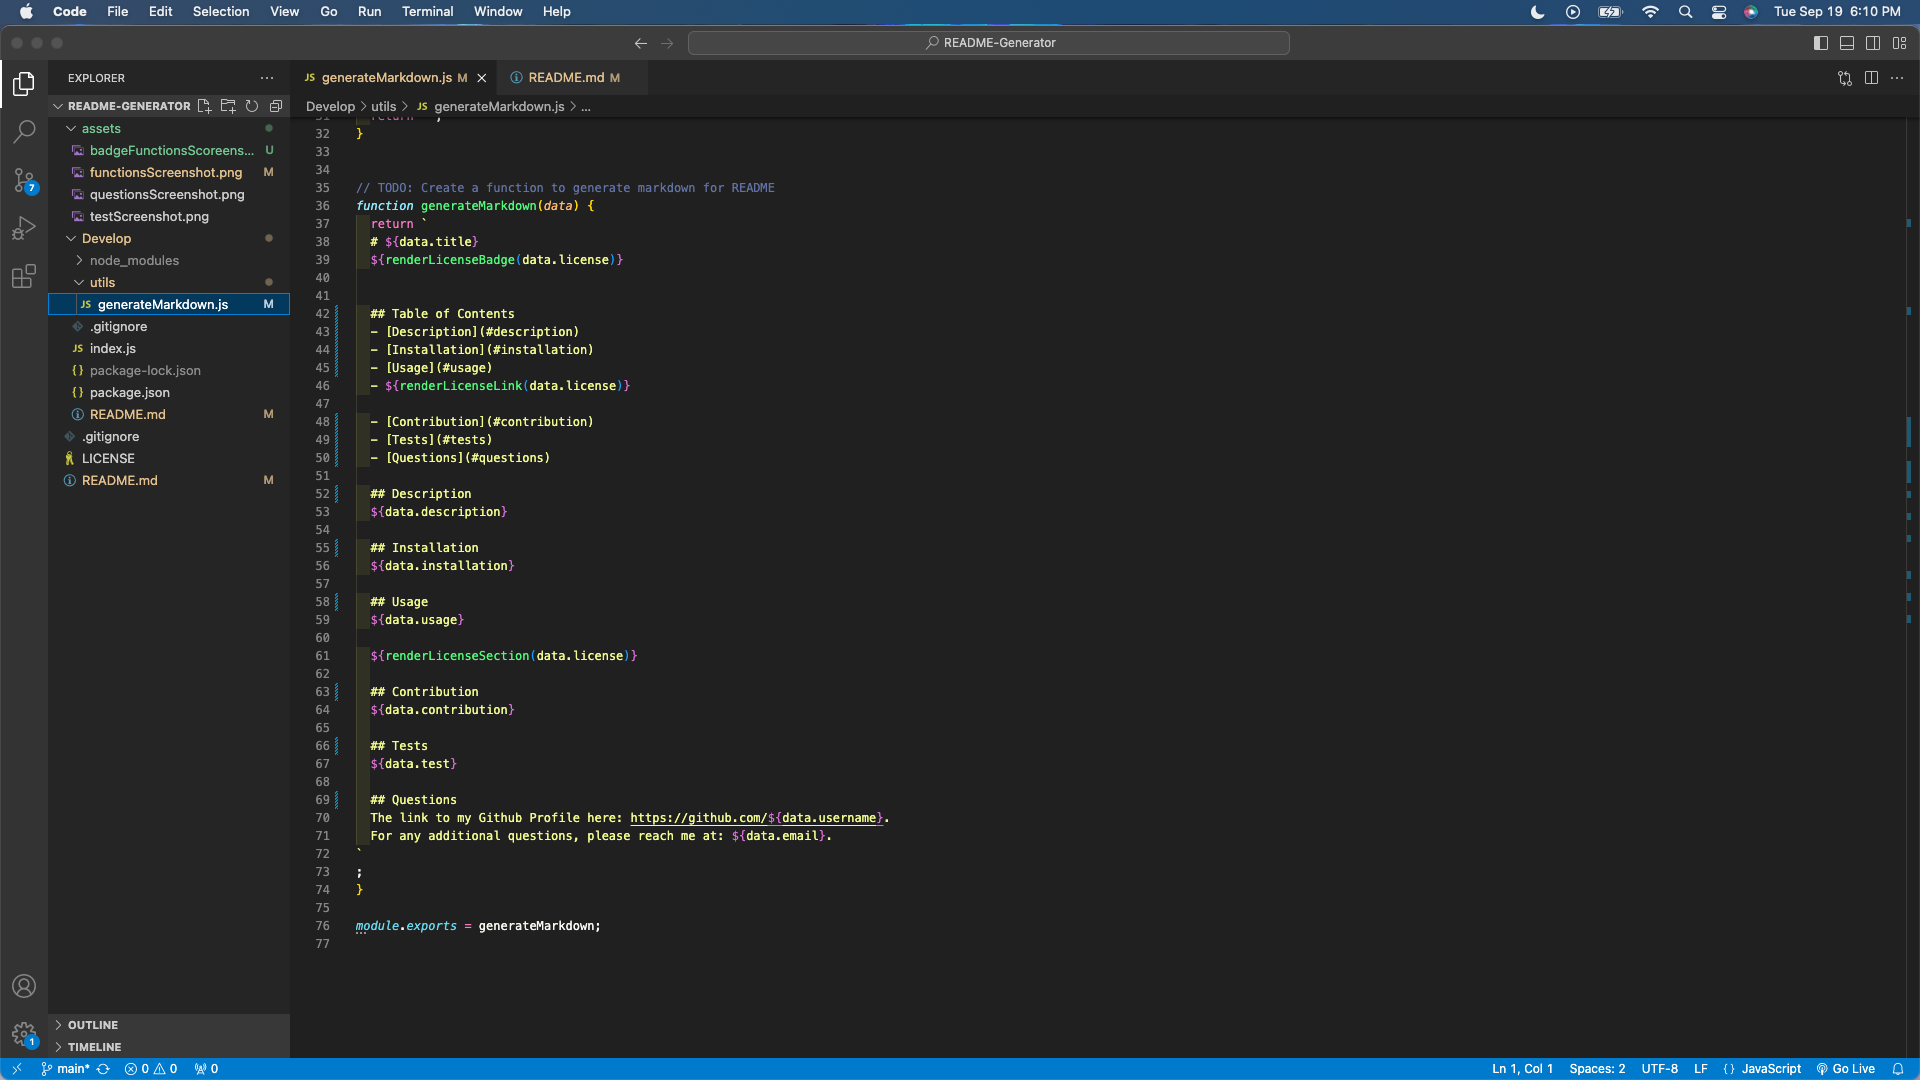 Code File Edit Selection View Go Run Terminal Window Help Tue Sep 19 6:10 PM
README-Generator
EXPLORER
JS generateMarkdown.js M
README.md M
README-GENERATOR
Develop > utils > JS generateMarkdown.js > ...
assets
badgeFunctionsScoreens... U
functionsScreenshot.png M
questionsScreenshot.png
testScreenshot.png
Develop
node_modules
utils
JS generateMarkdown.js M
.gitignore
JS index.js
{} package-lock.json
{} package.json
README.md M
.gitignore
LICENSE
README.md M
OUTLINE
TIMELINE
7
1
31 return ;
32 }
33
34
35 // TODO: Create a function to generate markdown for README
36 function generateMarkdown(data) {
37 return `
38 # ${data.title}
39 ${renderLicenseBadge(data.license)}
40
41
42 ## Table of Contents
43 - [Description](#description)
44 - [Installation](#installation)
45 - [Usage](#usage)
46 - ${renderLicenseLink(data.license)}
47
48 - [Contribution](#contribution)
49 - [Tests](#tests)
50 - [Questions](#questions)
51
52 ## Description
53 ${data.description}
54
55 ## Installation
56 ${data.installation}
57
58 ## Usage
59 ${data.usage}
60
61 ${renderLicenseSection(data.license)}
62
63 ## Contribution
64 ${data.contribution}
65
66 ## Tests
67 ${data.test}
68
69 ## Questions
70 The link to my Github Profile here: https://github.com/${data.username}.
71 For any additional questions, please reach me at: ${data.email}.
72 `
73 ;
74 }
75
76 module.exports = generateMarkdown;
77
main* 0 0 0 Ln 1, Col 1 Spaces: 2 UTF-8 LF {} JavaScript Go Live